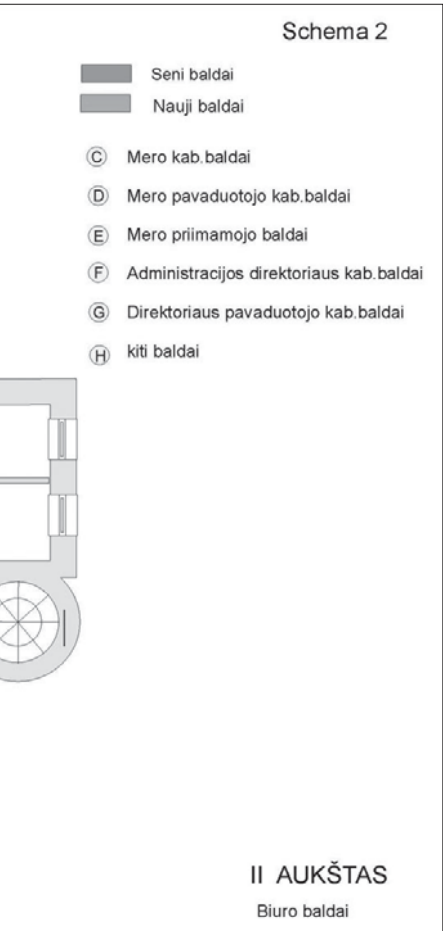 Schema 2
Seni baldai
Nauji baldai
C Mero kab.baldai
D Mero pavaduotojo kab.baldai
E Mero priimamojo baldai
F Administracijos direktoriaus kab.baldai
G Direktoriaus pavaduotojo kab.baldai
H kiti baldai
II AUKŠTAS
Biuro baldai